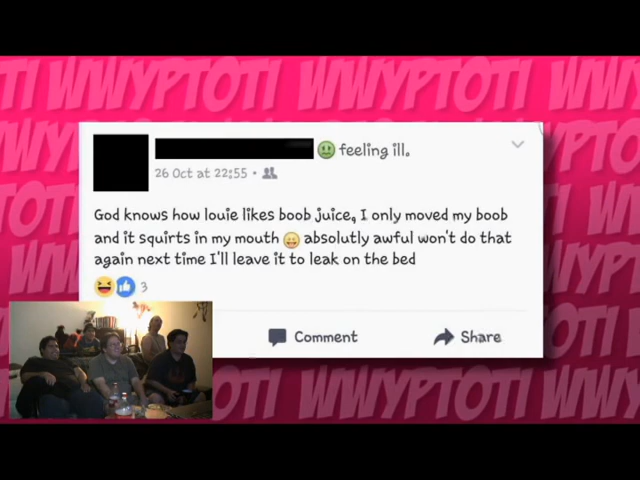 WWYPTOTI WWYPTOTI
feeling ill.
26 Oct at 22:55 •
God knows how louie likes boob juice, I only moved my boob
and it squirts in my mouth 😛 absolutly awful won't do that
again next time I'll leave it to leak on the bed
3
Comment Share
WWYPTOTI